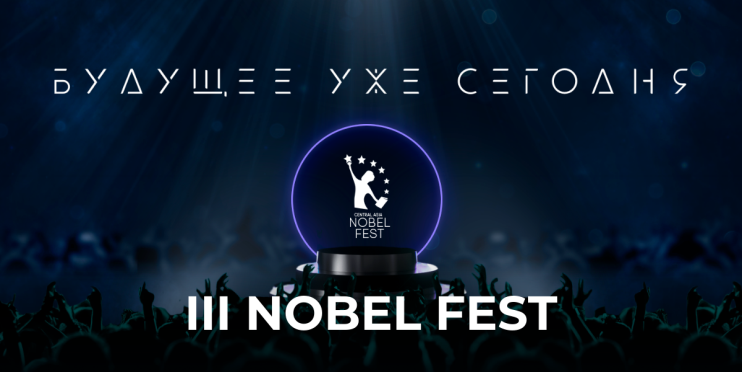 БУДУЩЕЕ УЖЕ СЕГОДНЯ
CENTRAL ASIA
NOBEL
FEST
III NOBEL FEST